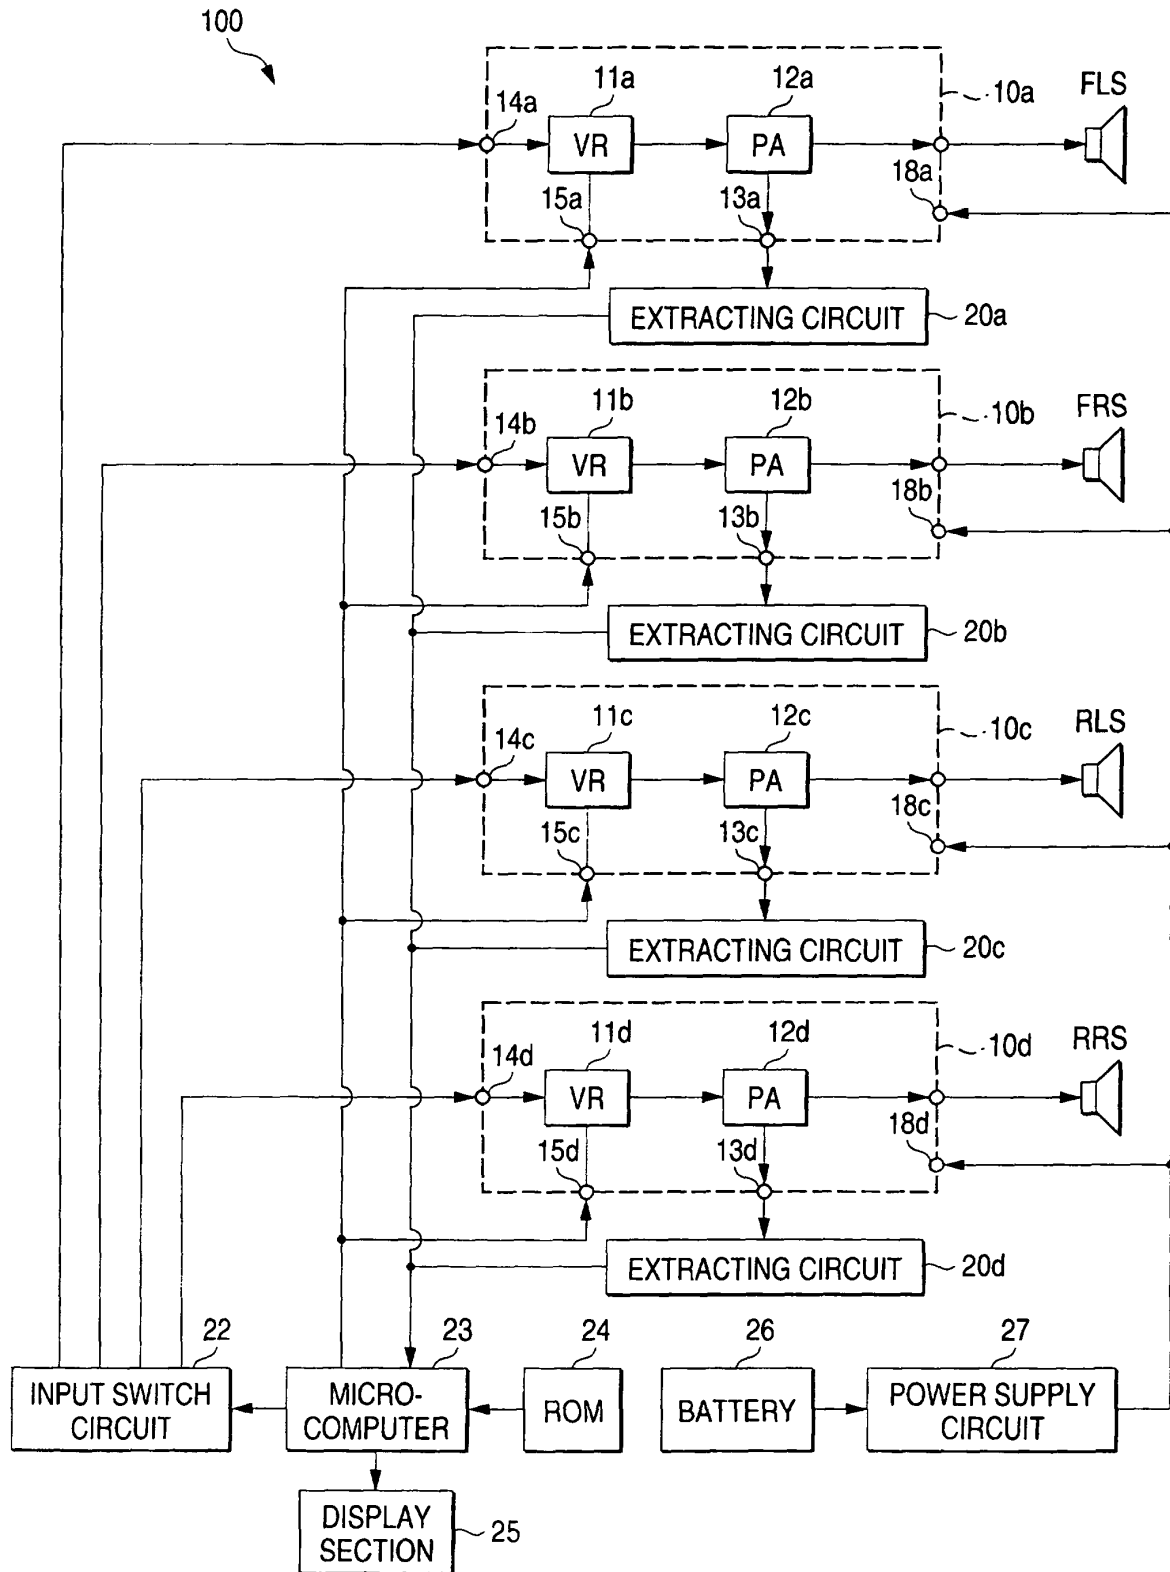 100
11a
12a
10a
FLS
14a
VR
PA
15a
13a
18a
EXTRACTING CIRCUIT
20a
11b
12b
10b
FRS
14b
VR
PA
15b
13b
18b
EXTRACTING CIRCUIT
20b
11c
12c
10c
RLS
14c
VR
PA
15c
13c
18c
EXTRACTING CIRCUIT
20c
11d
12d
10d
RRS
14d
VR
PA
15d
13d
18d
EXTRACTING CIRCUIT
20d
22
23
24
26
27
INPUT SWITCH
CIRCUIT
MICRO-
COMPUTER
ROM
BATTERY
POWER SUPPLY
CIRCUIT
DISPLAY
SECTION
25